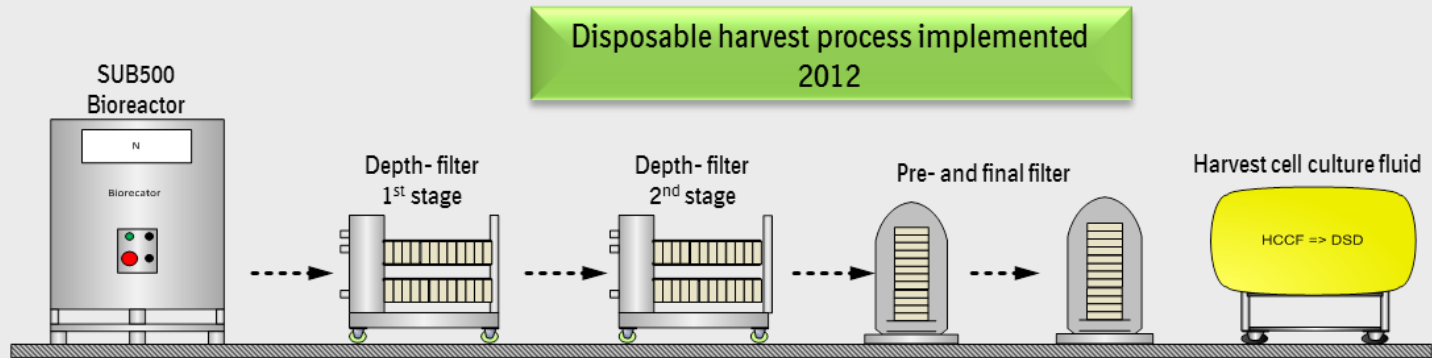 Disposable harvest process implemented
2012
SUB500
Bioreactor
N
Biorecator
Depth- filter
1st stage
Depth- filter
2nd stage
Pre- and final filter
Harvest cell culture fluid
HCCF => DSD